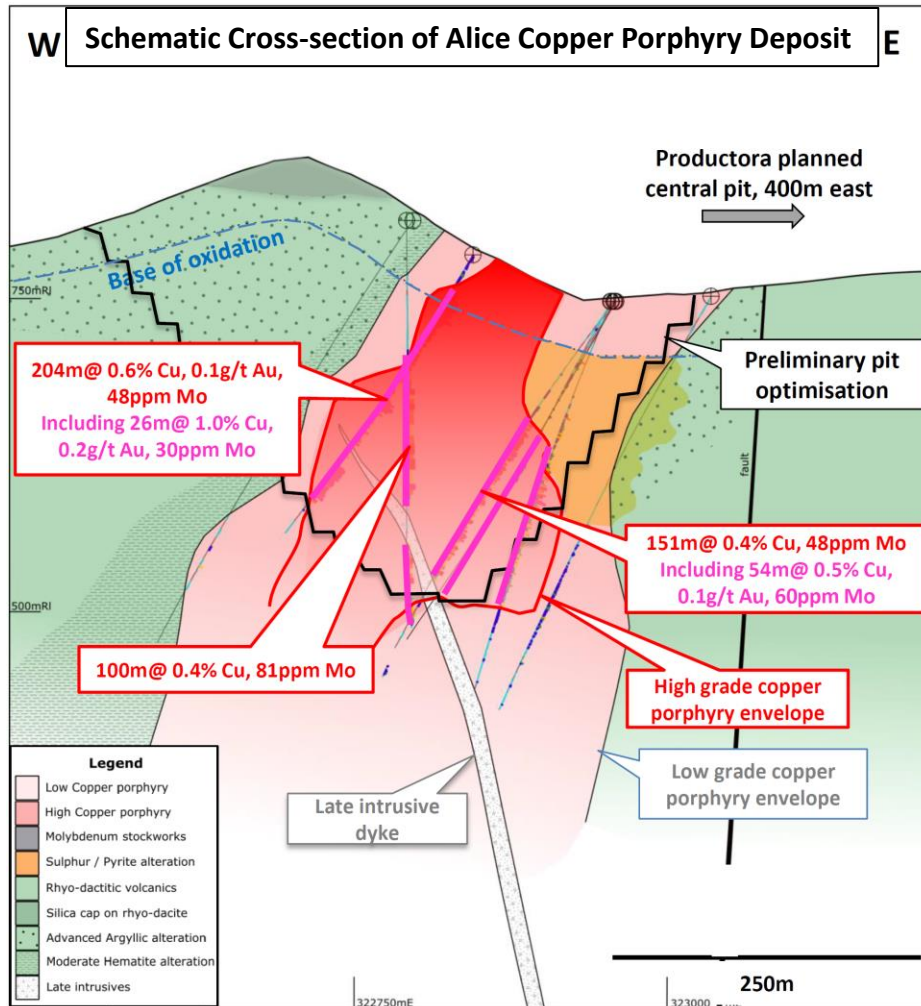 W
Schematic Cross-section of Alice Copper Porphyry Deposit
E
Productora planned
central pit, 400m east
Base of oxidation
750mRl
204m@ 0.6% Cu, 0.1g/t Au,
48ppm Mo
Including 26m@ 1.0% Cu,
0.2g/t Au, 30ppm Mo
Preliminary pit
optimisation
fault
151m@ 0.4% Cu, 48ppm Mo
Including 54m@ 0.5% Cu,
0.1g/t Au, 60ppm Mo
500mRl
100m@ 0.4% Cu, 81ppm Mo
High grade copper
porphyry envelope
Low grade copper
porphyry envelope
Late intrusive
dyke
Legend
Low Copper porphyry
High Copper porphyry
Molybdenum stockworks
Sulphur / Pyrite alteration
Rhyo-dactitic volcanics
Silica cap on rhyo-dacite
Advanced Argyllic alteration
Moderate Hematite alteration
Late intrusives
250m
322750mE
323000